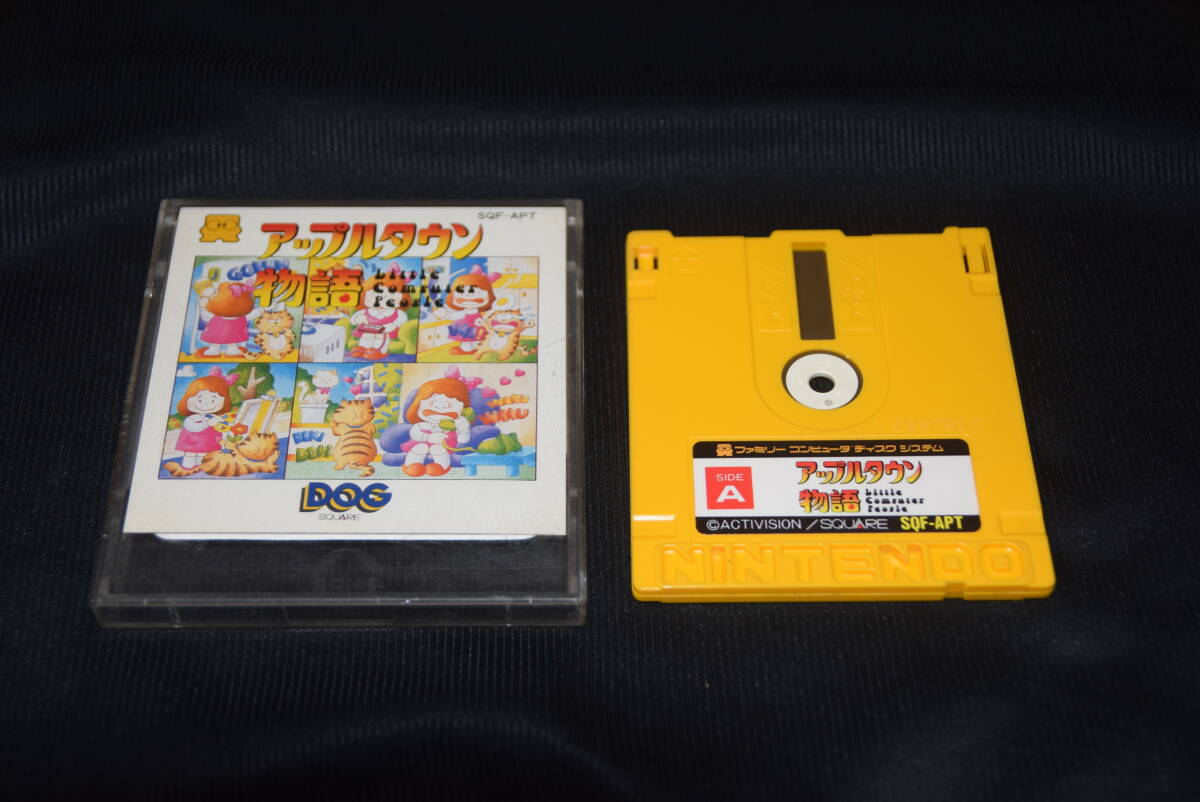 SQF-APT
アップルタウン
物語
Little
Computer
People
DOG
SQUARE
ファミリー コンピュータ ディスク システム
SIDE
A
アップルタウン
物語
Little
Computer
People
©ACTIVISION / SQUARE SQF-APT
NINTENDO